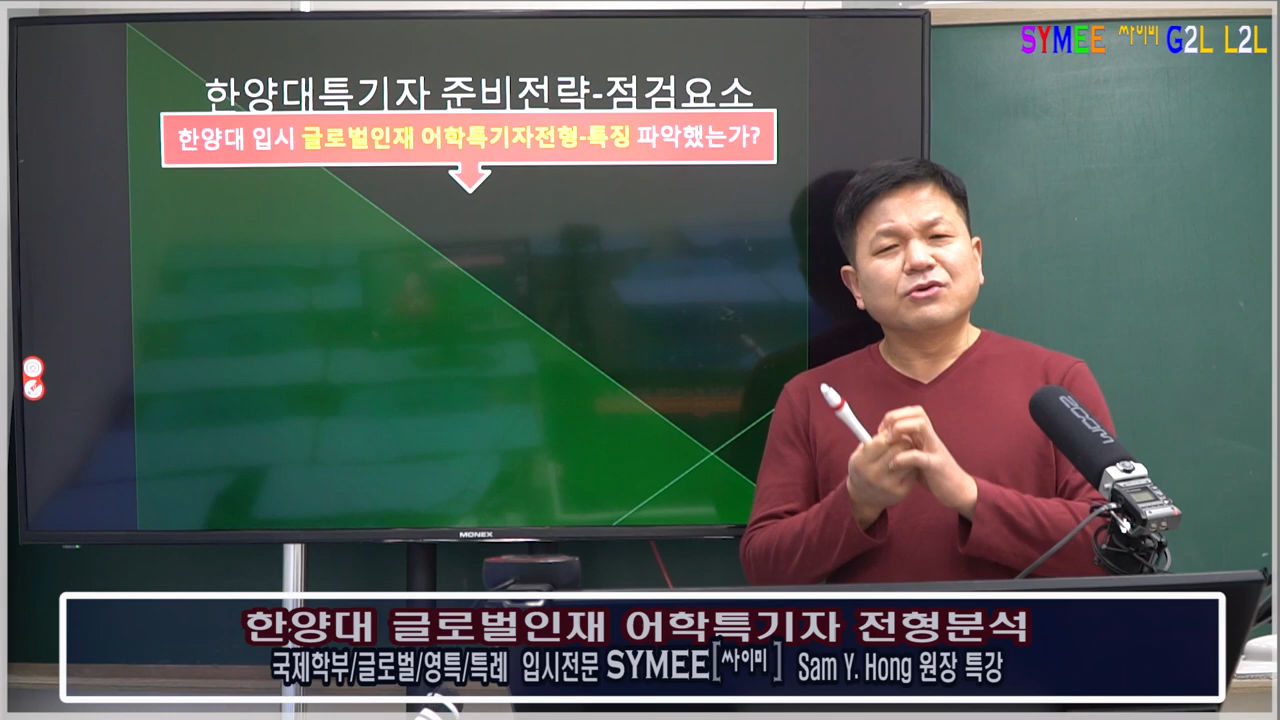 SYMEE 싸이미 G2L L2L
한양대특기자 준비전략-점검요소
한양대 입시 글로벌인재 어학특기자전형-특징 파악했는가?
ZOOM
MONEX
한양대 글로벌인재 어학특기자 전형분석
국제학부/글로벌/영특/특례 입시전문 SYMEE[싸이미] Sam Y. Hong 원장 특강